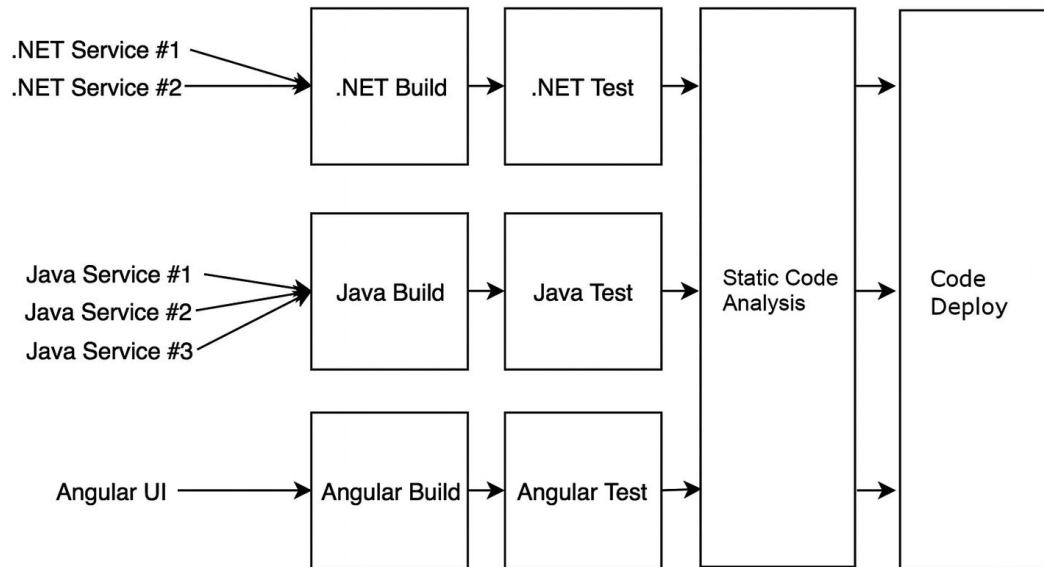 .NET Service #1
.NET Service #2
.NET Build
.NET Test
Java Service #1
Java Service #2
Java Service #3
Java Build
Java Test
Static Code
Analysis
Code
Deploy
Angular UI
Angular Build
Angular Test